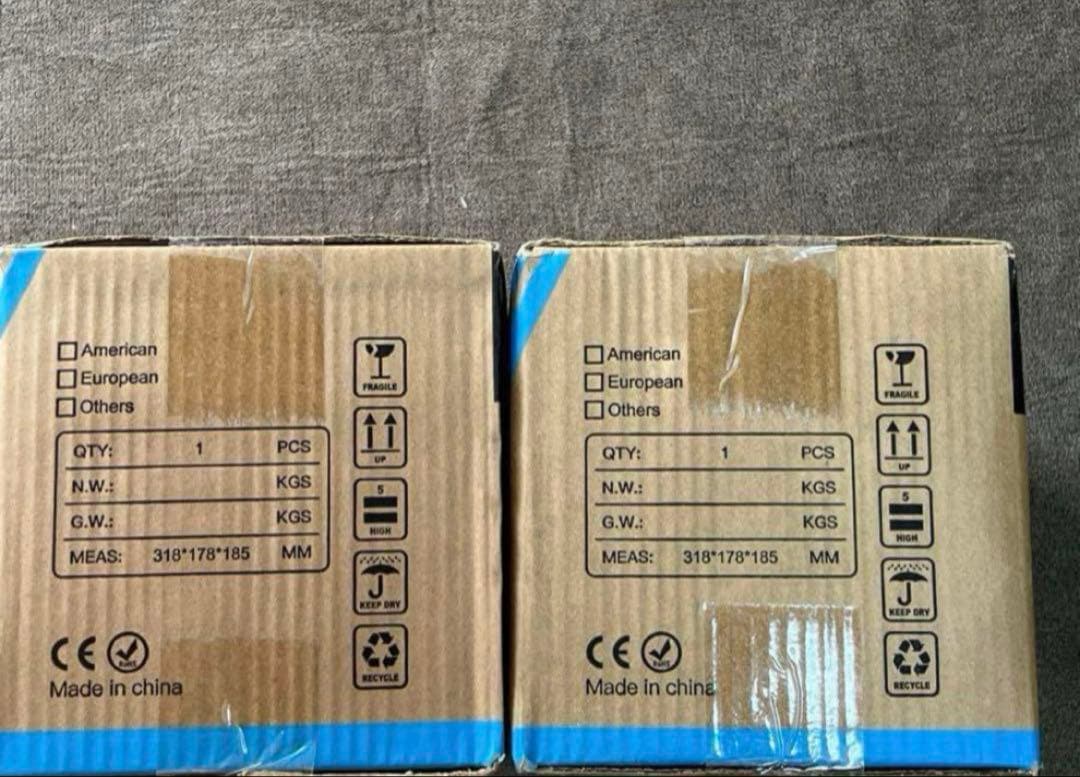 American
European
Others
QTY: 1 PCS
N.W.: KGS
G.W.: KGS
MEAS: 318*178*185 MM
FRAGILE
UP
5
HIGH
KEEP DRY
RECYCLE
CE RoHS
Made in china
American
European
Others
QTY: 1 PCS
N.W.: KGS
G.W.: KGS
MEAS: 318*178*185 MM
FRAGILE
UP
5
HIGH
KEEP DRY
RECYCLE
CE RoHS
Made in china